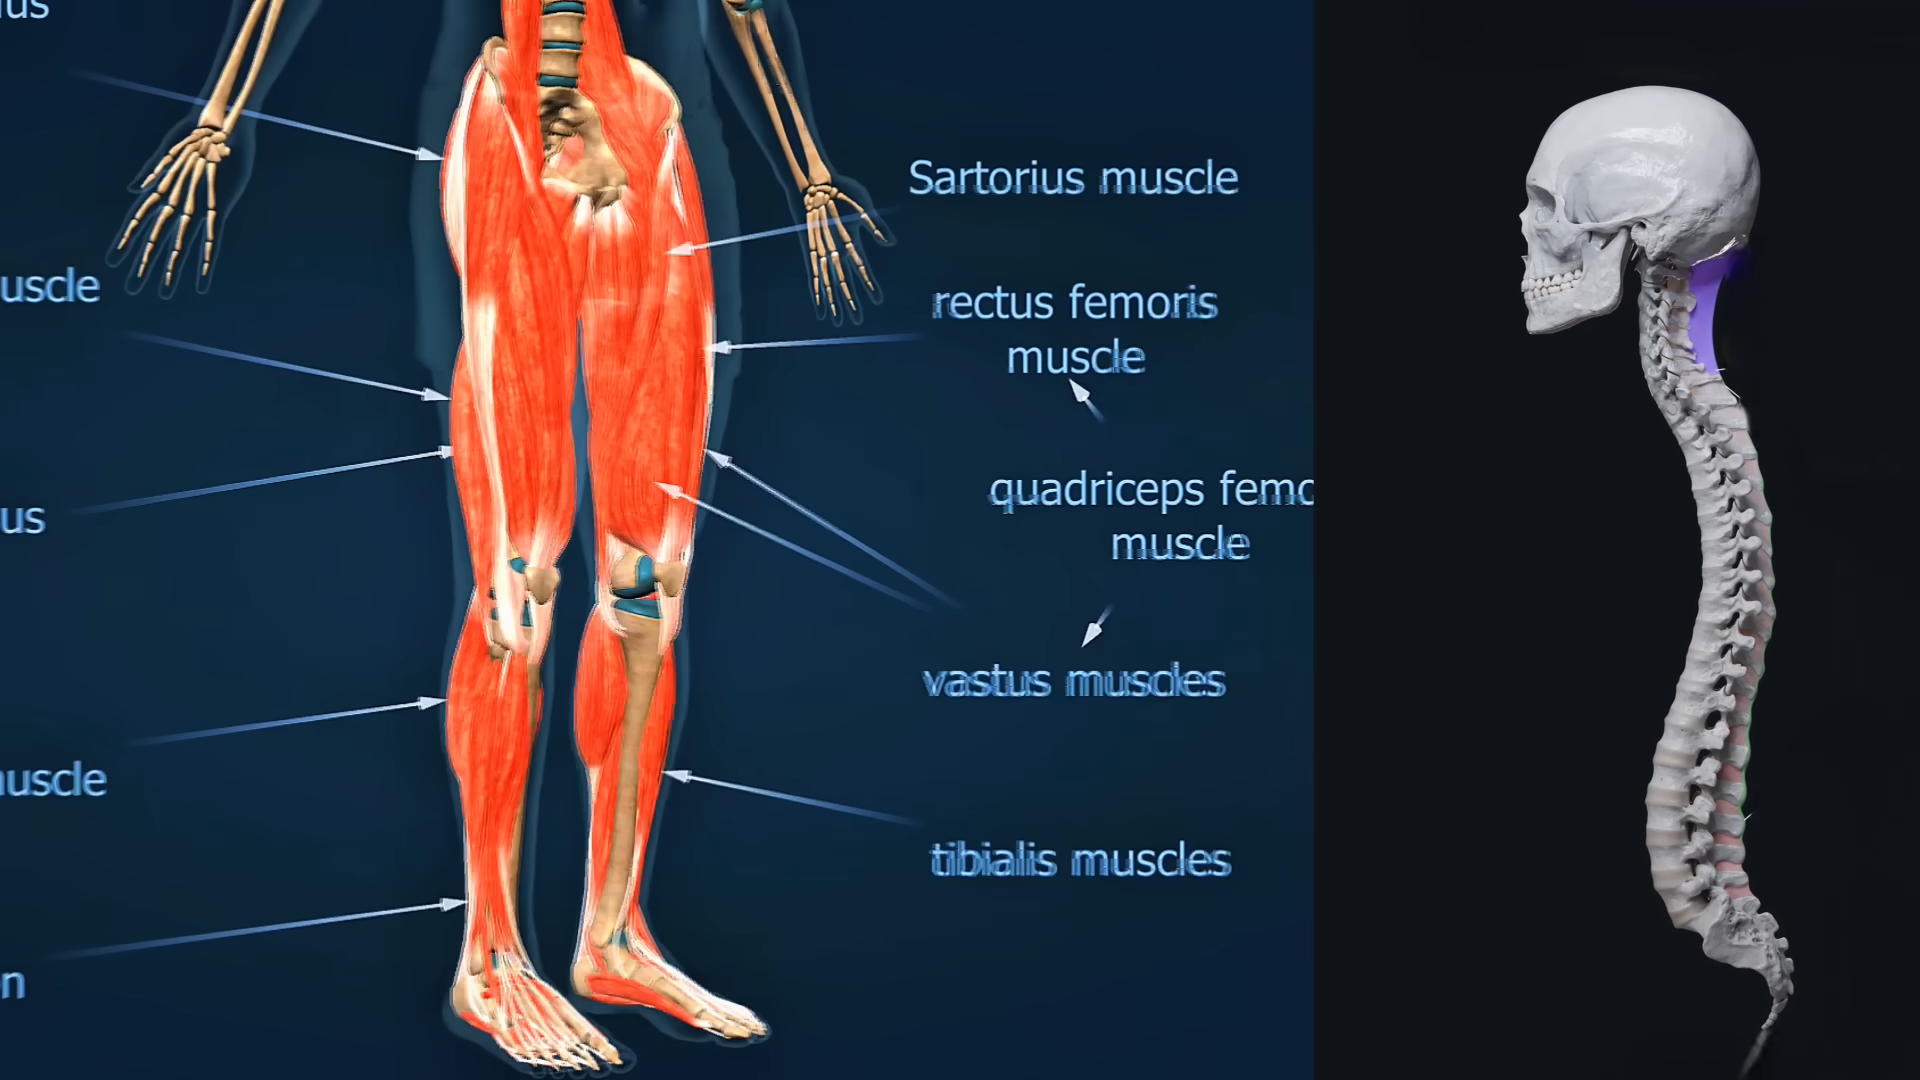 us
Sartorius muscle
uscle
rectus femoris
muscle
quadriceps femo
us
muscle
vastus muscles
uscle
tibialis muscles
n